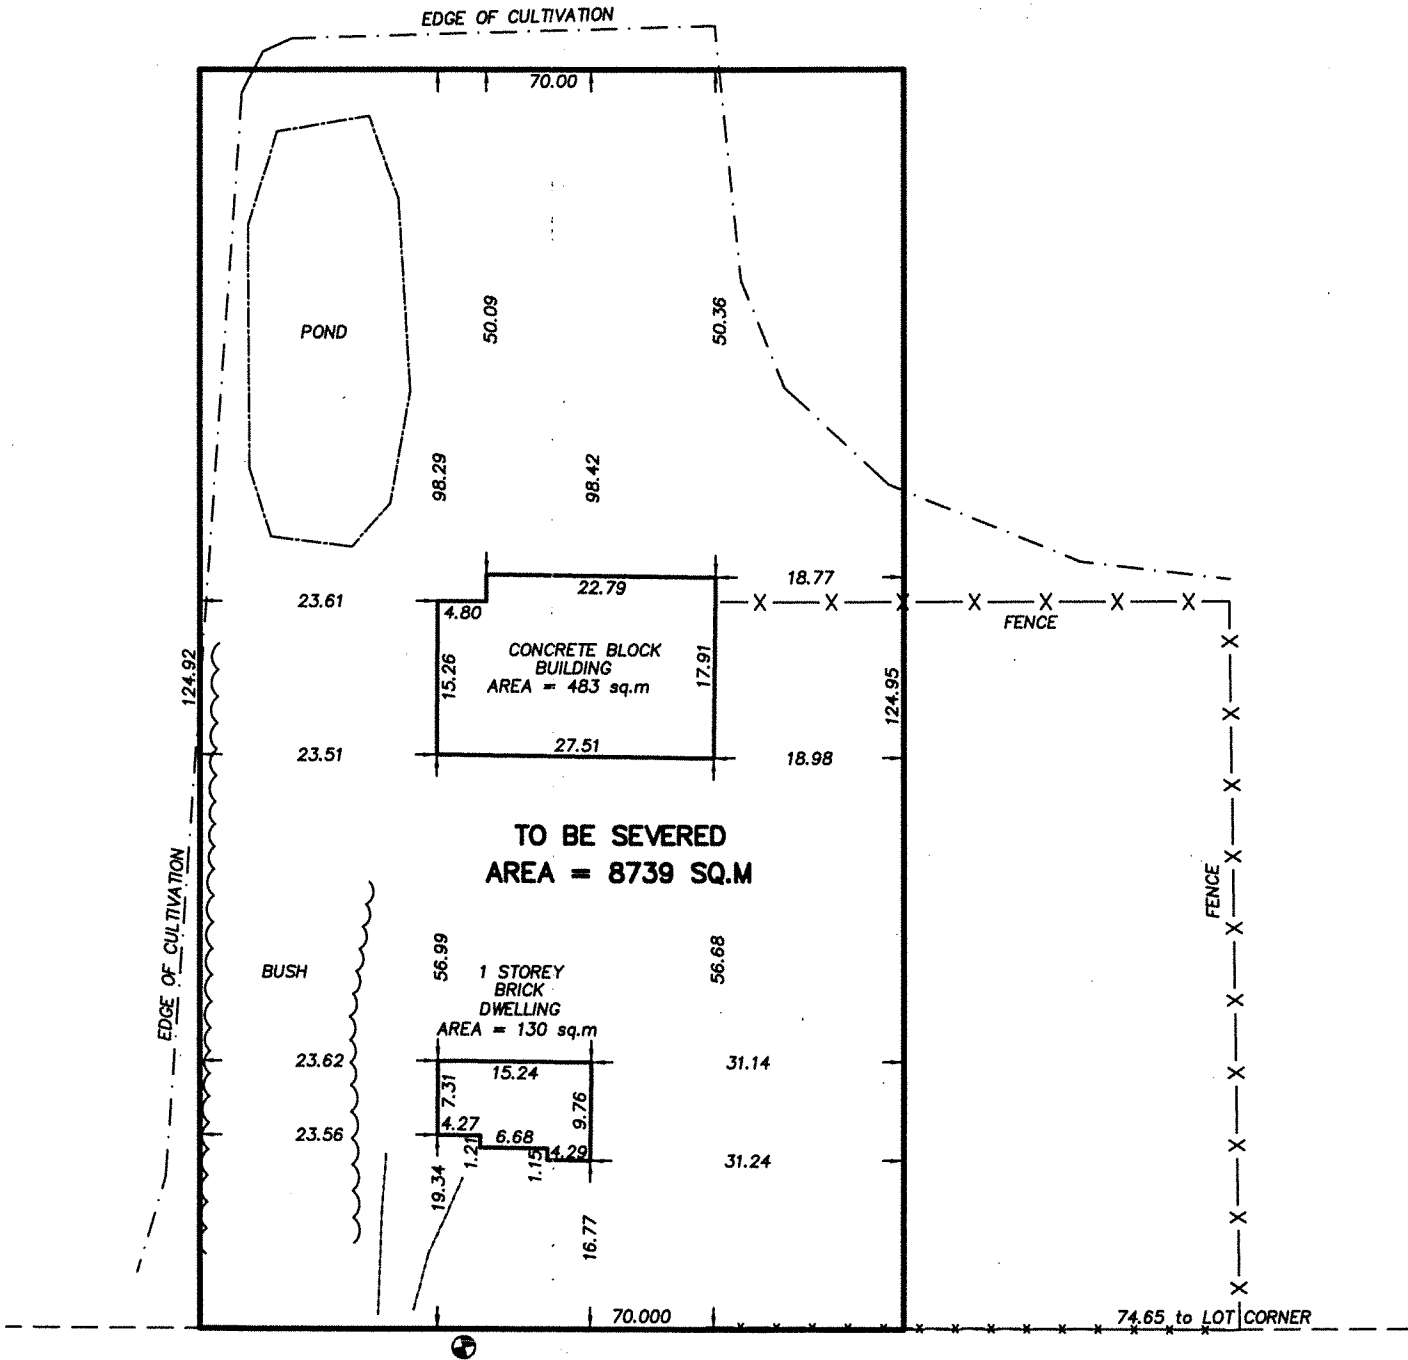 EDGE OF CULTIVATION
70.00
POND
50.09
50.36
98.29
98.42
22.79
18.77
23.61
4.80
FENCE
CONCRETE BLOCK
BUILDING
AREA = 483 sq.m
15.26
17.91
124.92
124.95
27.51
23.51
18.98
TO BE SEVERED
AREA = 8739 SQ.M
EDGE OF CULTIVATION
FENCE
BUSH
56.99
56.68
1 STOREY
BRICK
DWELLING
AREA = 130 sq.m
23.62
15.24
31.14
7.31
9.76
4.27
23.56
6.68
1.21
1.15
4.29
31.24
19.34
16.77
70.000
74.65 to LOT CORNER